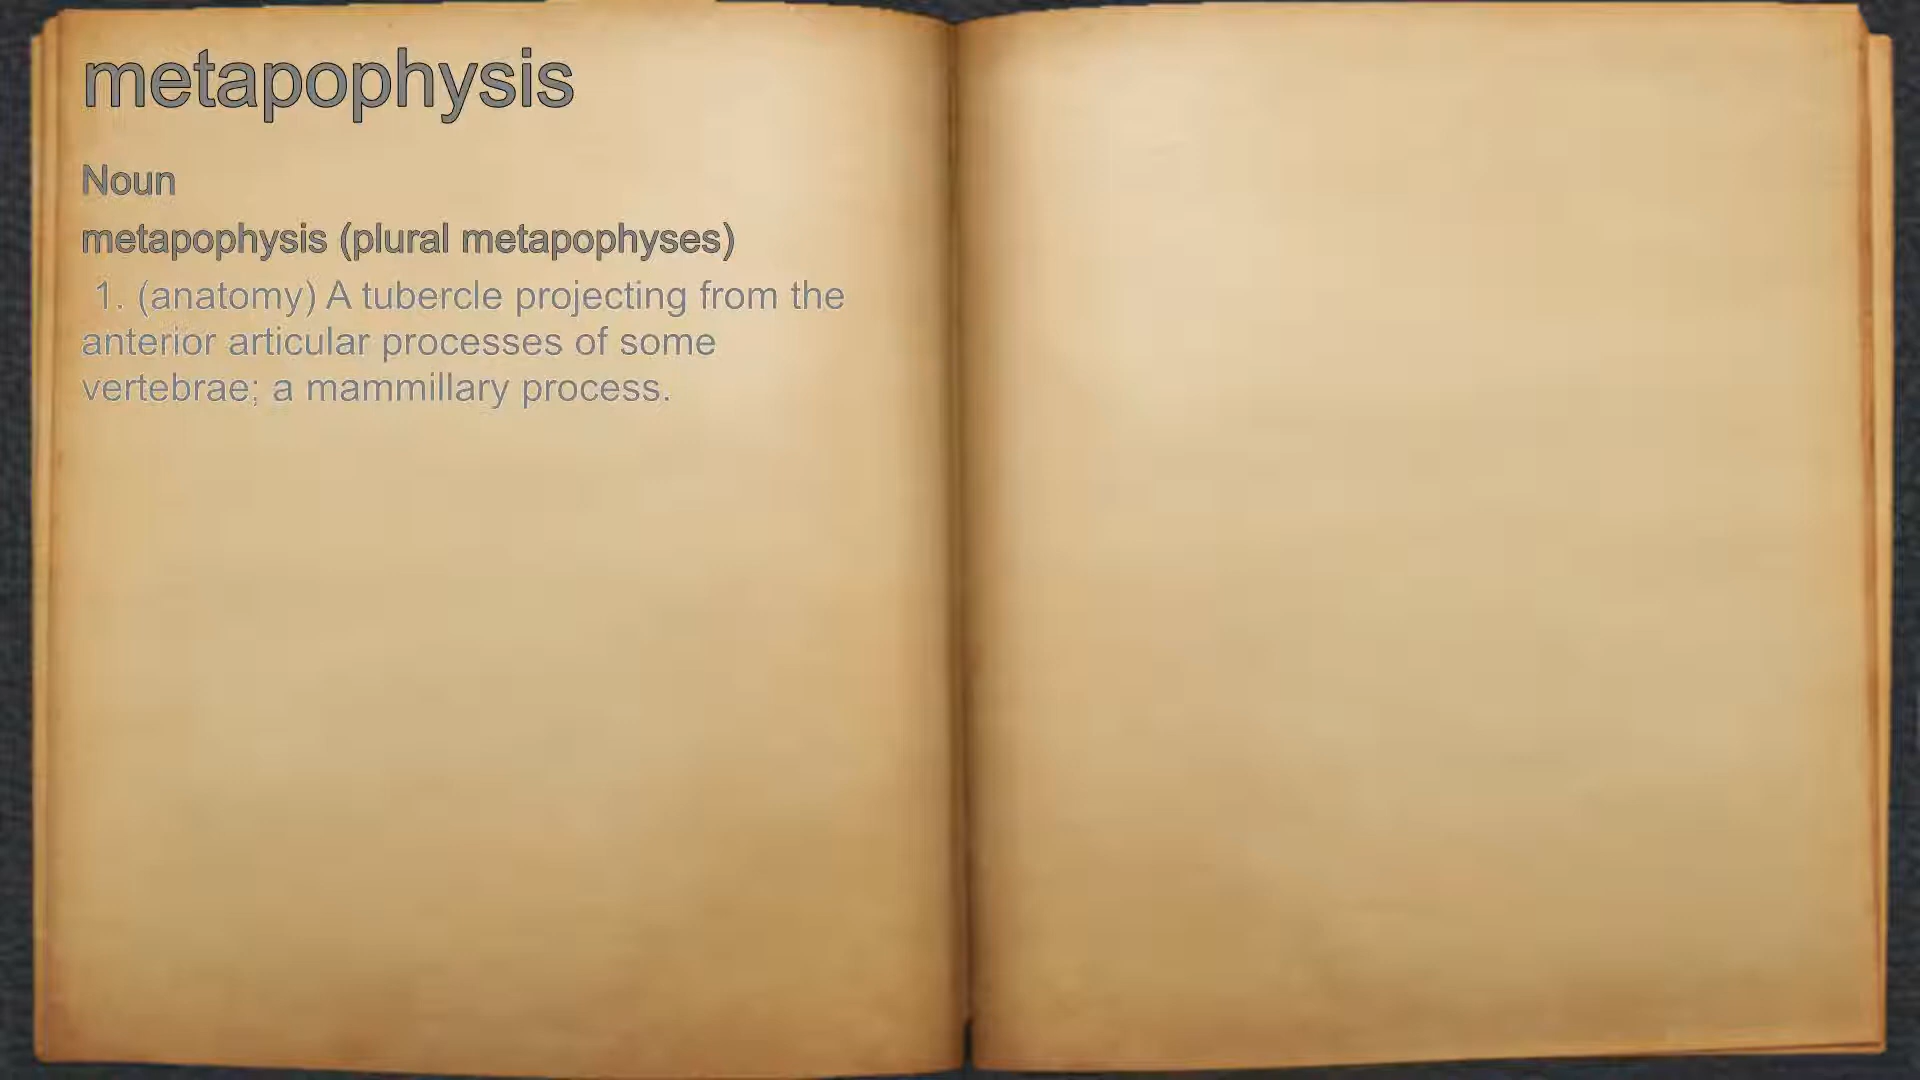 metapophysis
Noun
metapophysis (plural metapophyses)
1. (anatomy) A tubercle projecting from the
anterior articular processes of some
vertebrae; a mammillary process.